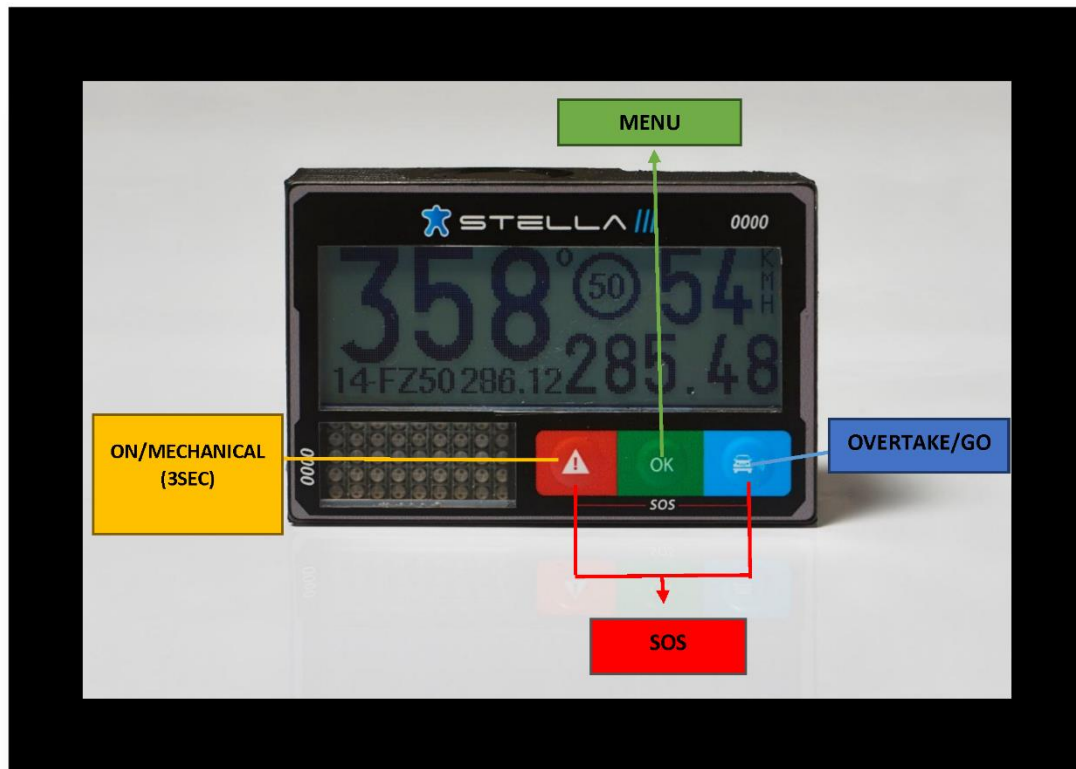 MENU
STELLA III
0000
358° 50 54 KMH
14-FZ50 286.12 285.48
ON/MECHANICAL
(3SEC)
OVERTAKE/GO
0000
OK
SOS
SOS